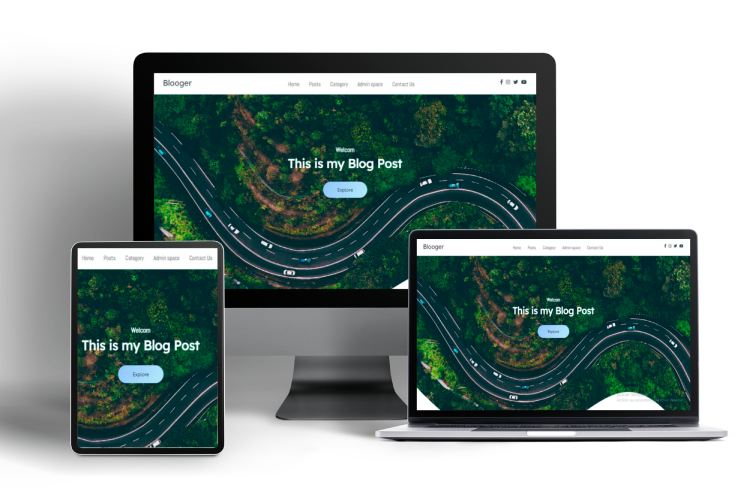 Blooger
Home Posts Category Admin space Contact Us
Welcom
This is my Blog Post
Explore
Home Posts Category Admin space Contact Us
Welcom
This is my Blog Post
Explore
Blooger
Home Posts Category Admin space Contact Us
Welcom
This is my Blog Post
Explore